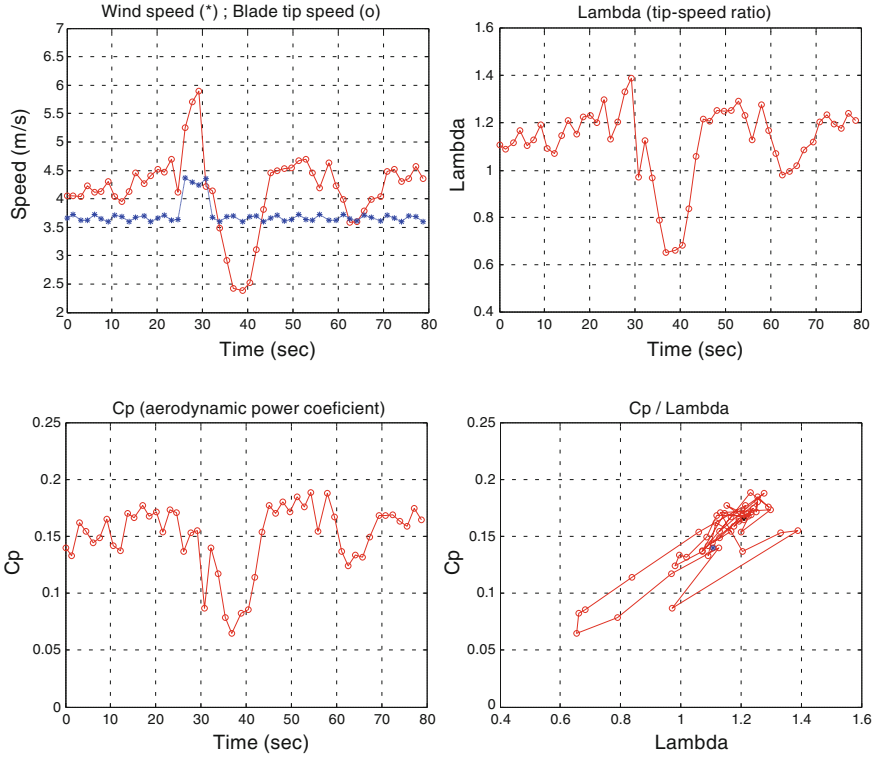 Wind speed (*) ; Blade tip speed (o)
Speed (m/s)
7
6.5
6
5.5
5
4.5
4
3.5
3
2.5
2
0 10 20 30 40 50 60 70 80
Time (sec)
Lambda (tip-speed ratio)
Lambda
1.6
1.4
1.2
1
0.8
0.6
0.4
0 10 20 30 40 50 60 70 80
Time (sec)
Cp (aerodynamic power coeficient)
Cp
0.25
0.2
0.15
0.1
0.05
0
0 10 20 30 40 50 60 70 80
Time (sec)
Cp / Lambda
Cp
0.25
0.2
0.15
0.1
0.05
0
0.4 0.6 0.8 1 1.2 1.4 1.6
Lambda